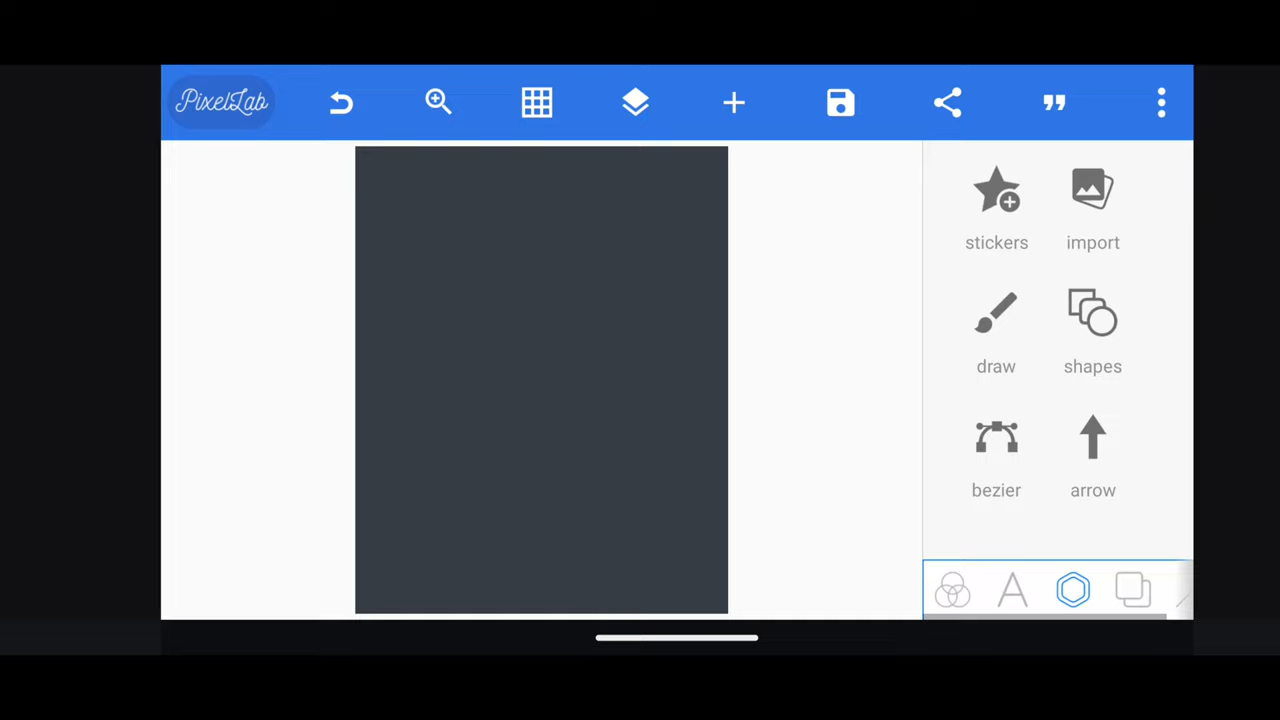 PixelLab
stickers
import
draw
shapes
bezier
arrow